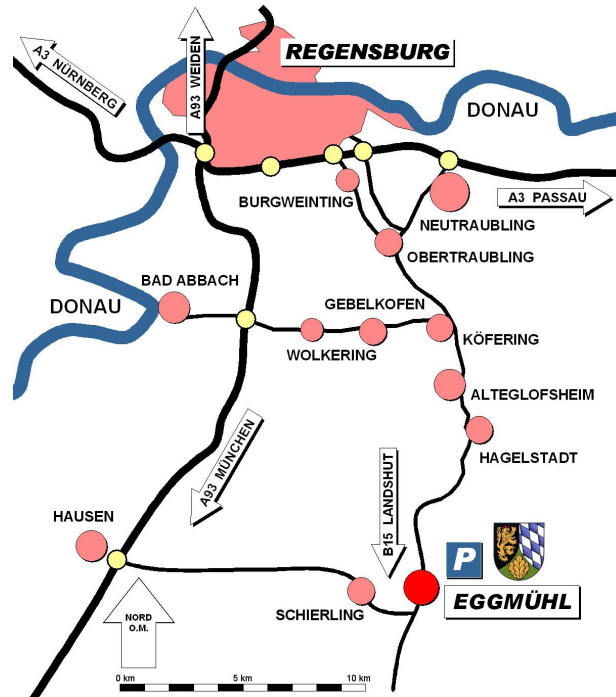 A3 NÜRNBERG
A93 WEIDEN
REGENSBURG
DONAU
BURGWEINTING
A3 PASSAU
NEUTRAUBLING
OBERTRAUBLING
BAD ABBACH
DONAU
GEBELKOFEN
WOLKERING
KÖFERING
ALTEGLOFSHEIM
HAGELSTADT
A93 MÜNCHEN
B15 LANDSHUT
HAUSEN
P
EGGMÜHL
SCHIERLING
NORD
O.M.
0 km
5 km
10 km